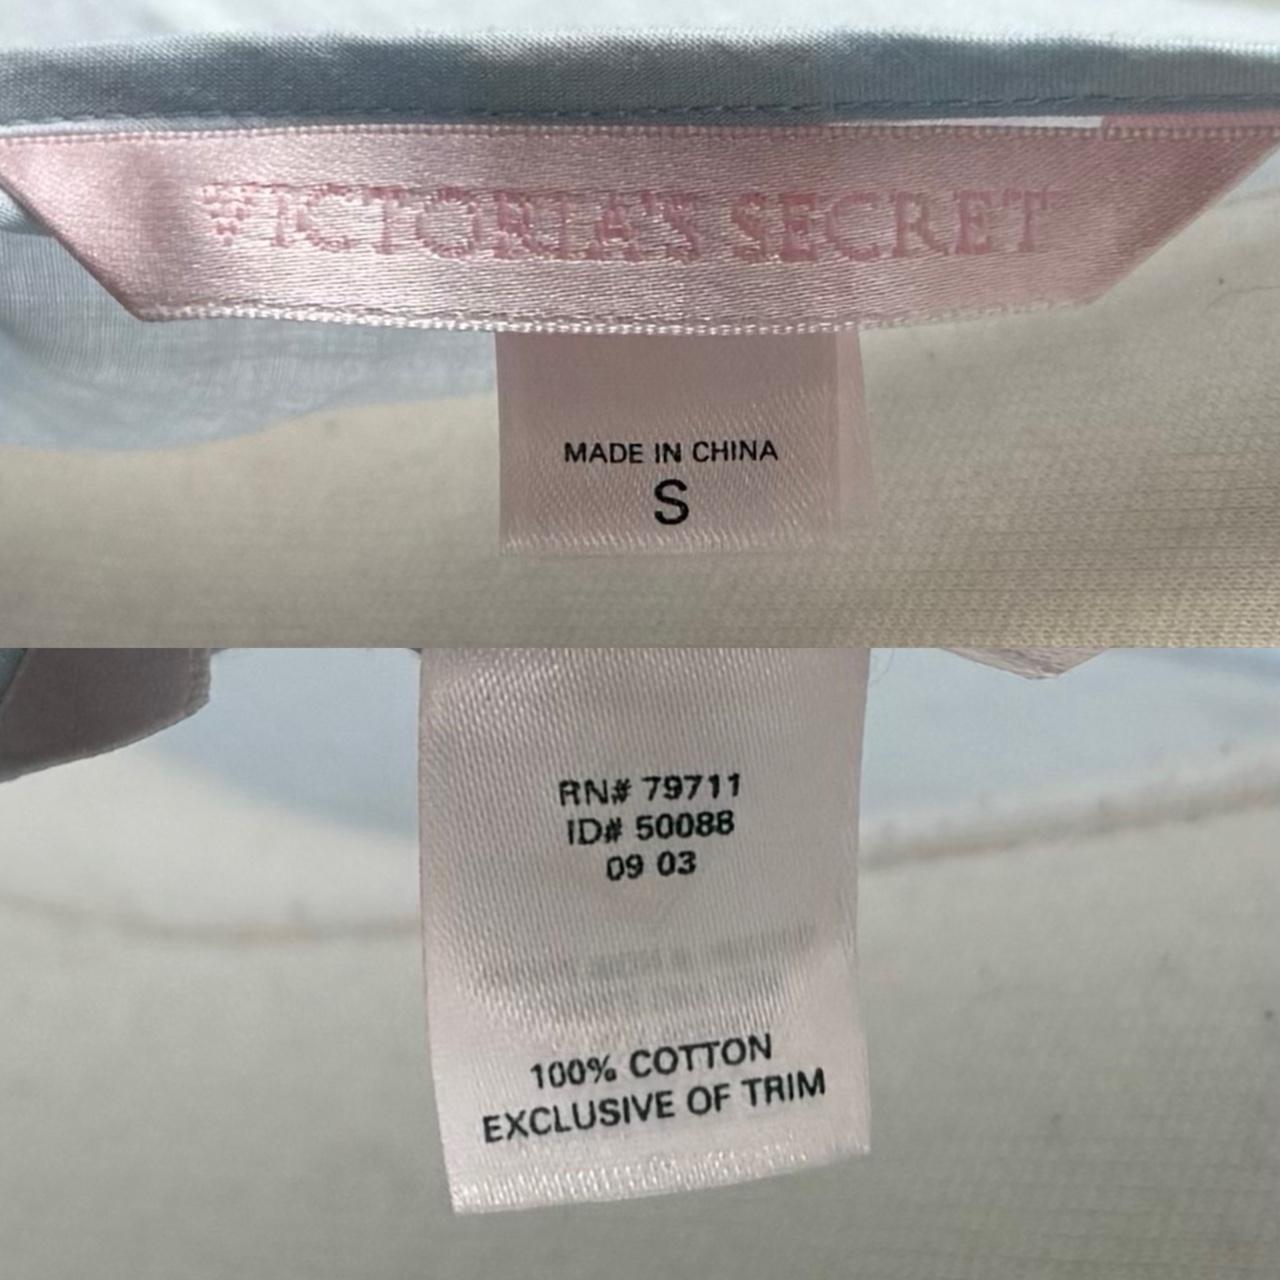 VICTORIA'S SECRET
MADE IN CHINA
S
RN# 79711
ID# 50088
09 03
100% COTTON
EXCLUSIVE OF TRIM